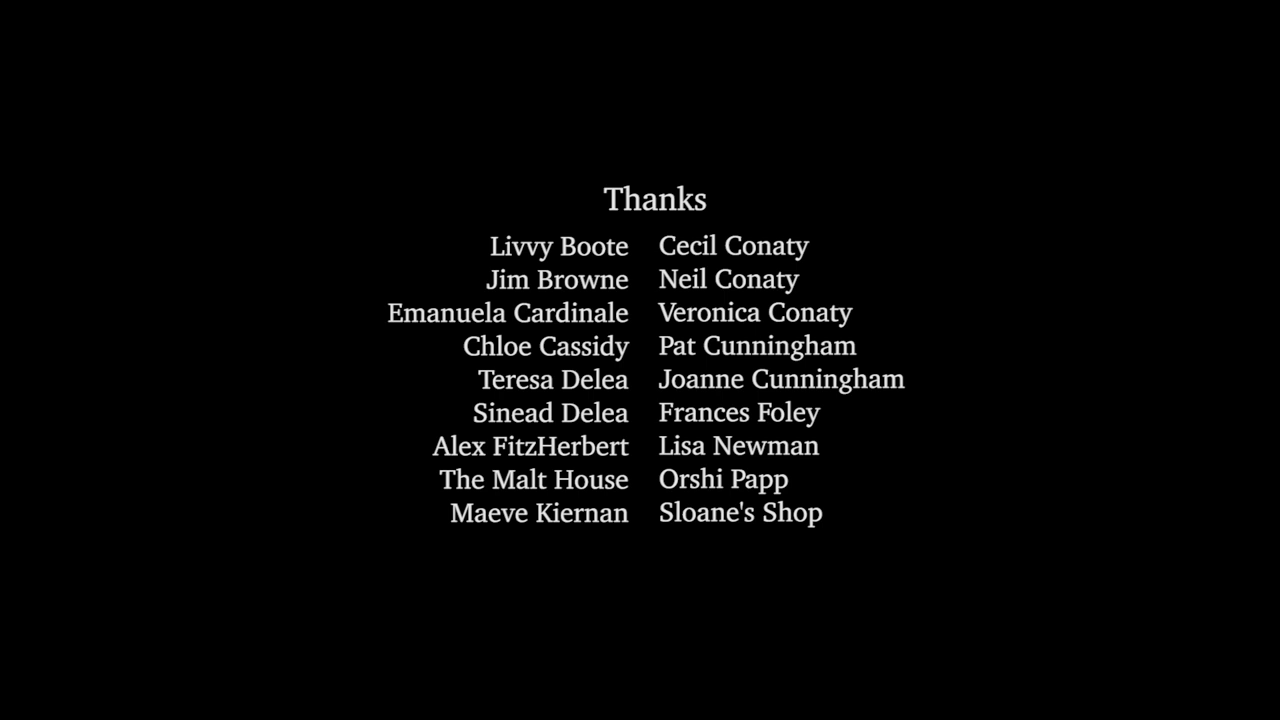 Thanks
Livvy Boote Cecil Conaty
Jim Browne Neil Conaty
Emanuela Cardinale Veronica Conaty
Chloe Cassidy Pat Cunningham
Teresa Delea Joanne Cunningham
Sinead Delea Frances Foley
Alex FitzHerbert Lisa Newman
The Malt House Orshi Papp
Maeve Kiernan Sloane's Shop